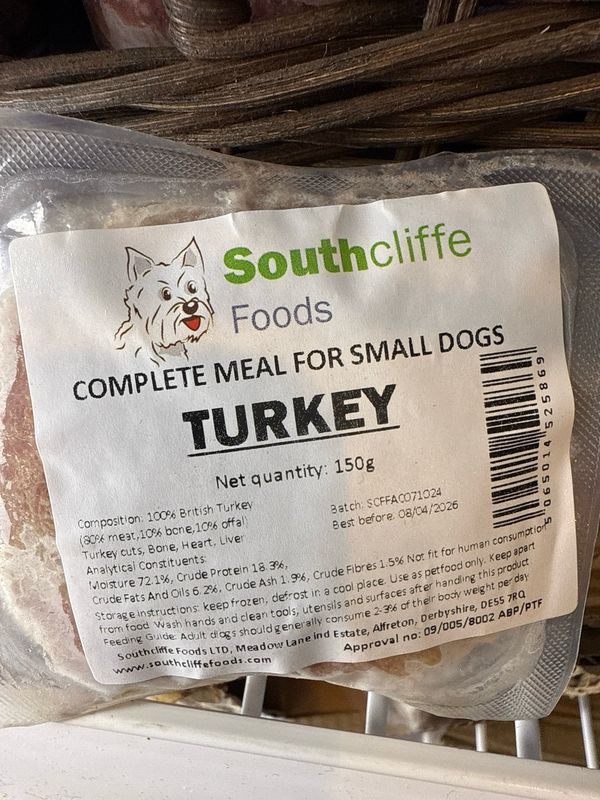 Southcliffe
Foods
COMPLETE MEAL FOR SMALL DOGS
TURKEY
Net quantity: 150g
Composition: 100% British Turkey
(80% meat,10% bone,10% offal)
Turkey cuts, Bone, Heart, Liver
Batch: SCFFAC071024
Best before: 08/04/2026
Analytical Constituents:
Moisture 72.1%, Crude Protein 18.3%,
Crude Fats And Oils 6.2%, Crude Ash 1.9%, Crude Fibres 1.5% Not fit for human consumption
Storage instructions: keep frozen, defrost in a cool place. Use as petfood only. Keep apart
from food. Wash hands and clean tools, utensils and surfaces after handling this product
Feeding Guide: Adult dogs should generally consume 2-3% of their body weight per day
Southcliffe Foods LTD, Meadow Lane ind Estate, Alfreton, Derbyshire, DE55 7RQ
www.southcliffefoods.com
Approval no: 09/005/8002 ABP/PTF
5065014525869